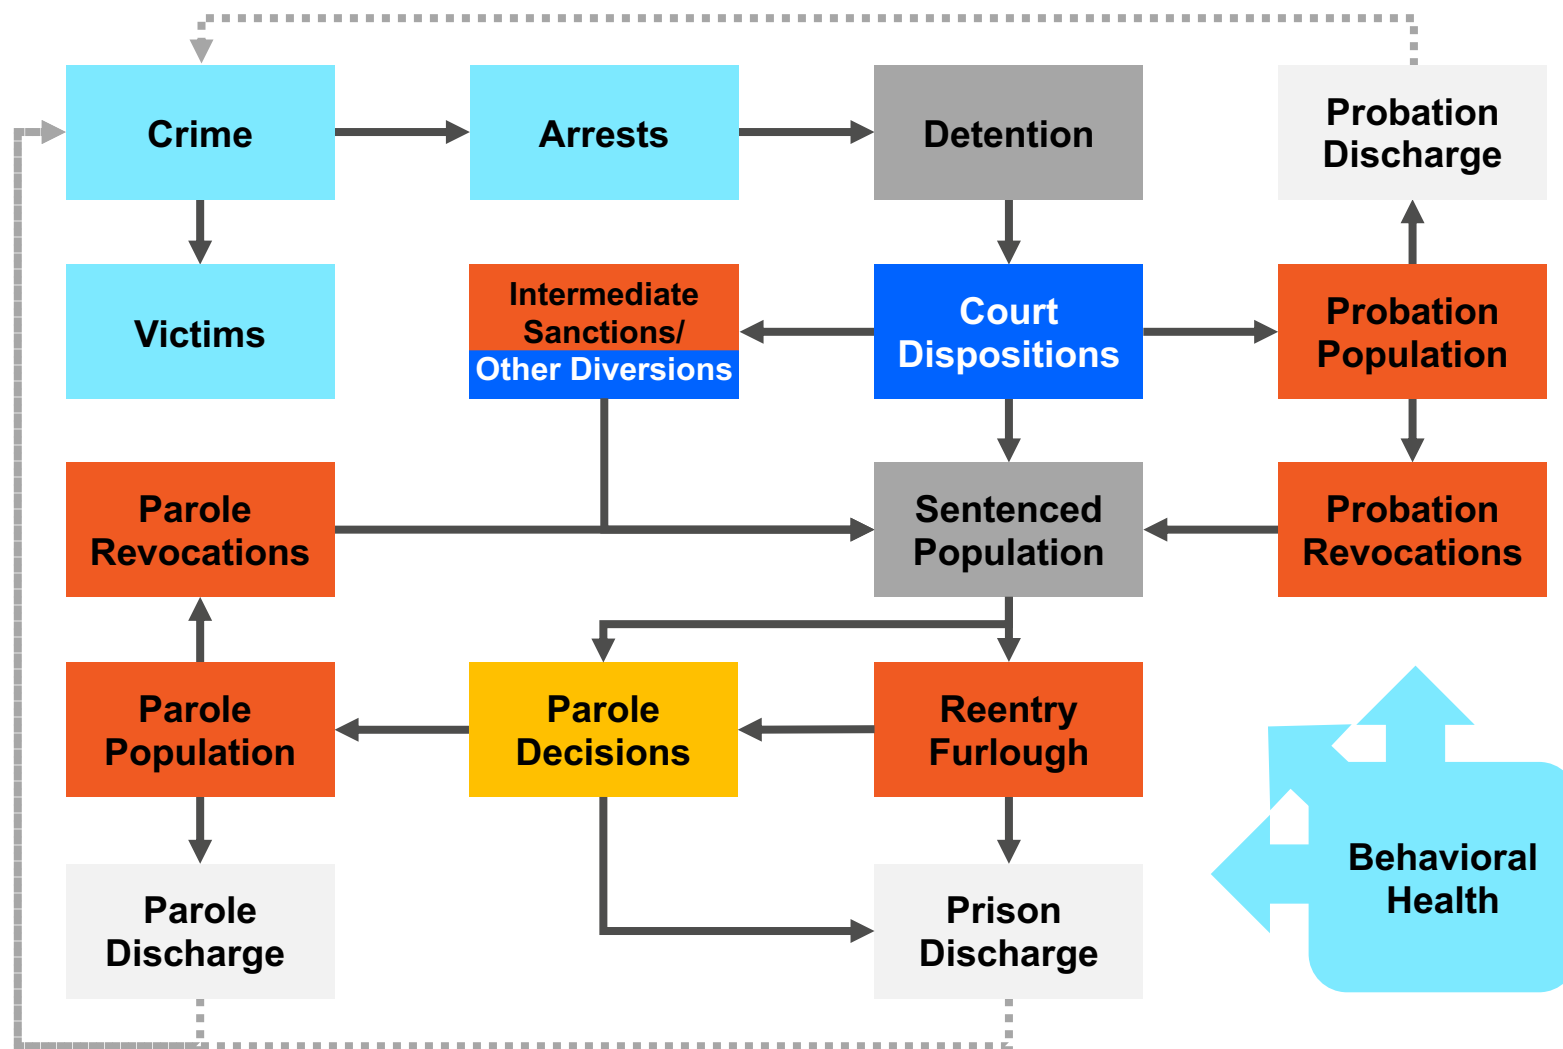 Crime
Arrests
Detention
Probation
Discharge
Victims
Intermediate
Sanctions/
Other Diversions
Court
Dispositions
Probation
Population
Parole
Revocations
Sentenced
Population
Probation
Revocations
Parole
Population
Parole
Decisions
Reentry
Furlough
Behavioral
Health
Parole
Discharge
Prison
Discharge